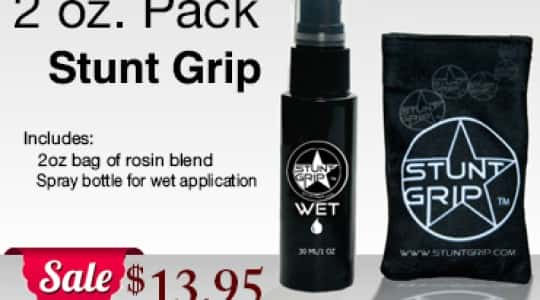 2 oz. Pack
Stunt Grip
Includes:
2oz bag of rosin blend
Spray bottle for wet application
Sale $13.95
STUNT
GRIP
WET
30 ML/1 OZ
STUNT
GRIP™
WWW.STUNTGRIP.COM